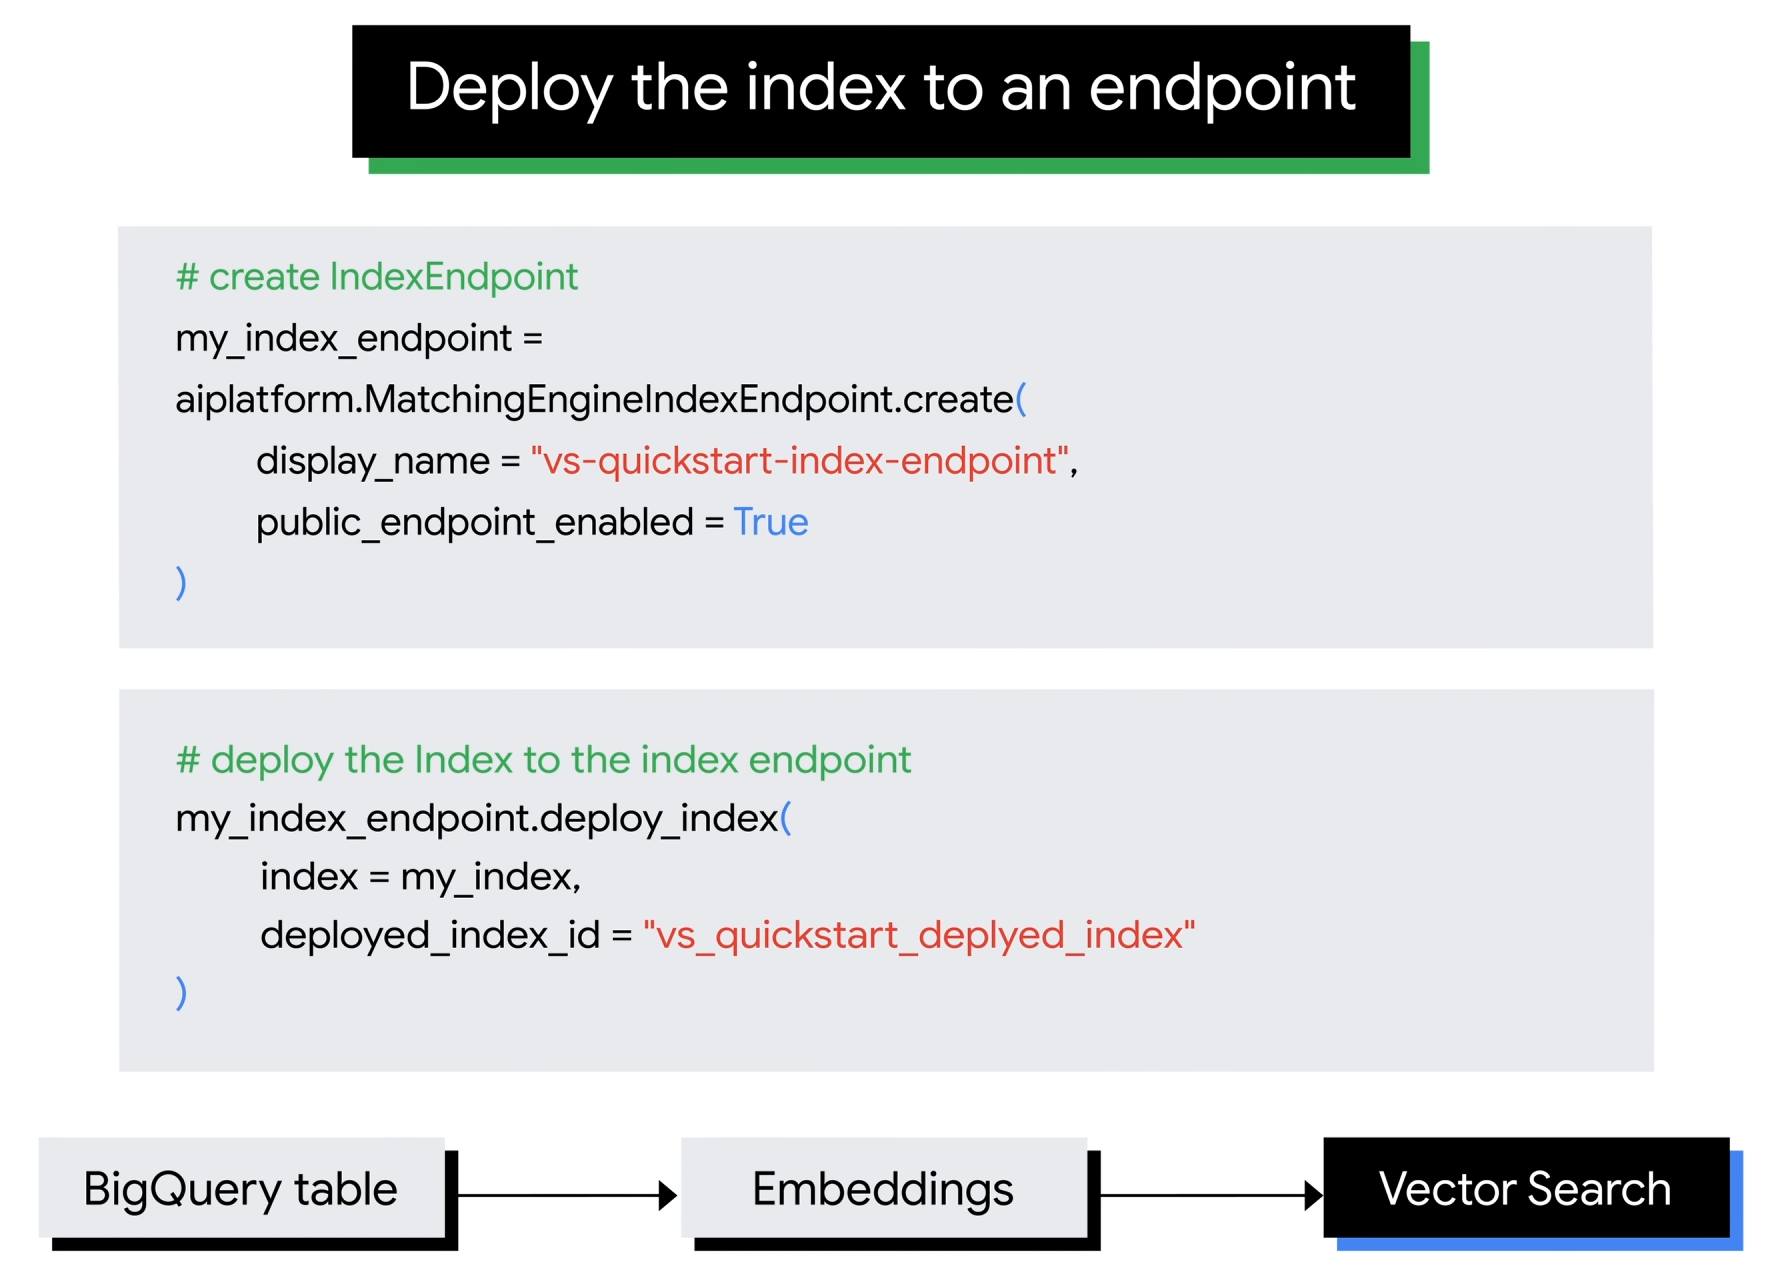 Deploy the index to an endpoint
# create IndexEndpoint
my_index_endpoint =
aiplatform.MatchingEngineIndexEndpoint.create(
display_name = "vs-quickstart-index-endpoint",
public_endpoint_enabled = True
)
# deploy the Index to the index endpoint
my_index_endpoint.deploy_index(
index = my_index,
deployed_index_id = "vs_quickstart_deplyed_index"
)
BigQuery table
Embeddings
Vector Search